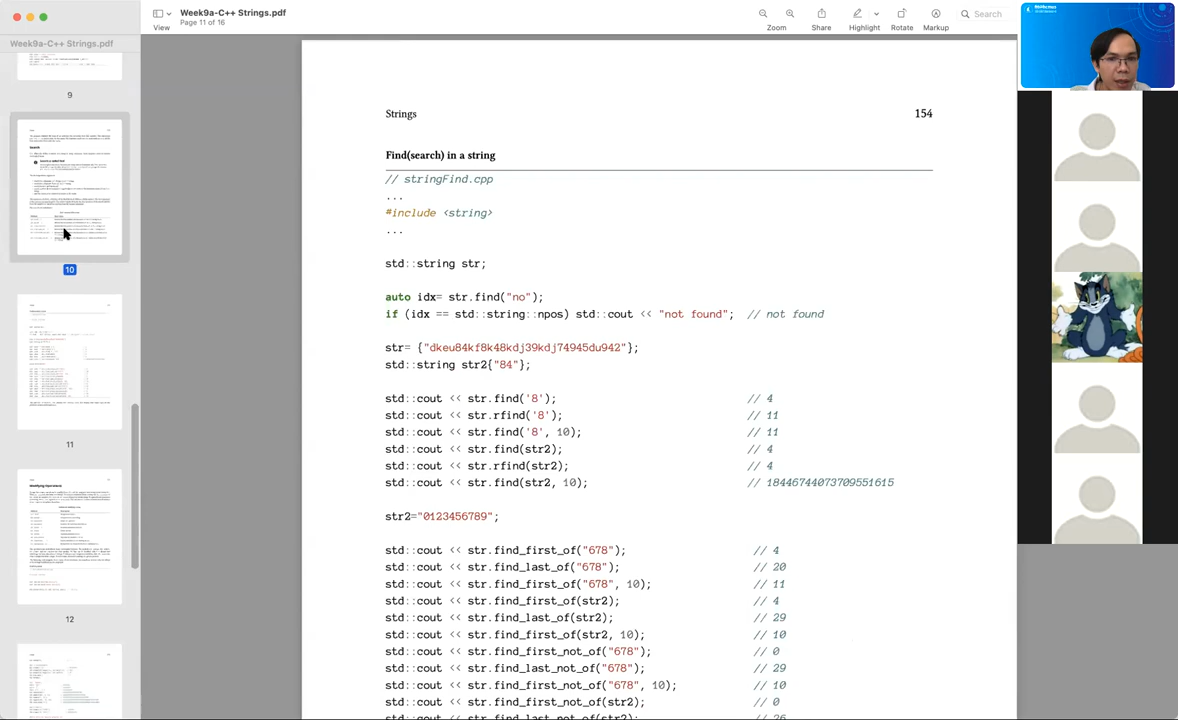 Week9a-C++ Strings.pdf
Page 11 of 16
View
Zoom
Share
Highlight
Rotate
Markup
Search
Week9a-C++ Strings.pdf
9
10
11
12
Strings 154
Find(search) in a string
// stringFind.cpp
...
#include <string>
...
std::string str;
auto idx= str.find("no");
if (idx == std::string::npos) std::cout << "not found"; // not found
str= {"dkeu84kf8k48kdj39kdj74945du942"};
std::string str2{"84"};
std::cout << str.find('8'); // 4
std::cout << str.rfind('8'); // 11
std::cout << str.find('8', 10); // 11
std::cout << str.find(str2); // 4
std::cout << str.rfind(str2); // 4
std::cout << str.find(str2, 10); // 18446744073709551615
str2="0123456789";
std::cout << str.find_first_of("678"); // 4
std::cout << str.find_last_of("678"); // 20
std::cout << str.find_first_of("678", 10); // 11
std::cout << str.find_first_of(str2); // 4
std::cout << str.find_last_of(str2); // 29
std::cout << str.find_first_of(str2, 10); // 10
std::cout << str.find_first_not_of("678"); // 0
std::cout << str.find_last_not_of("678"); // 29
std::cout << str.find_first_not_of("678", 10); // 10
std::cout << str.find_first_not_of(str2); // 0
std::cout << str.find_last_not_of(str2); // 26